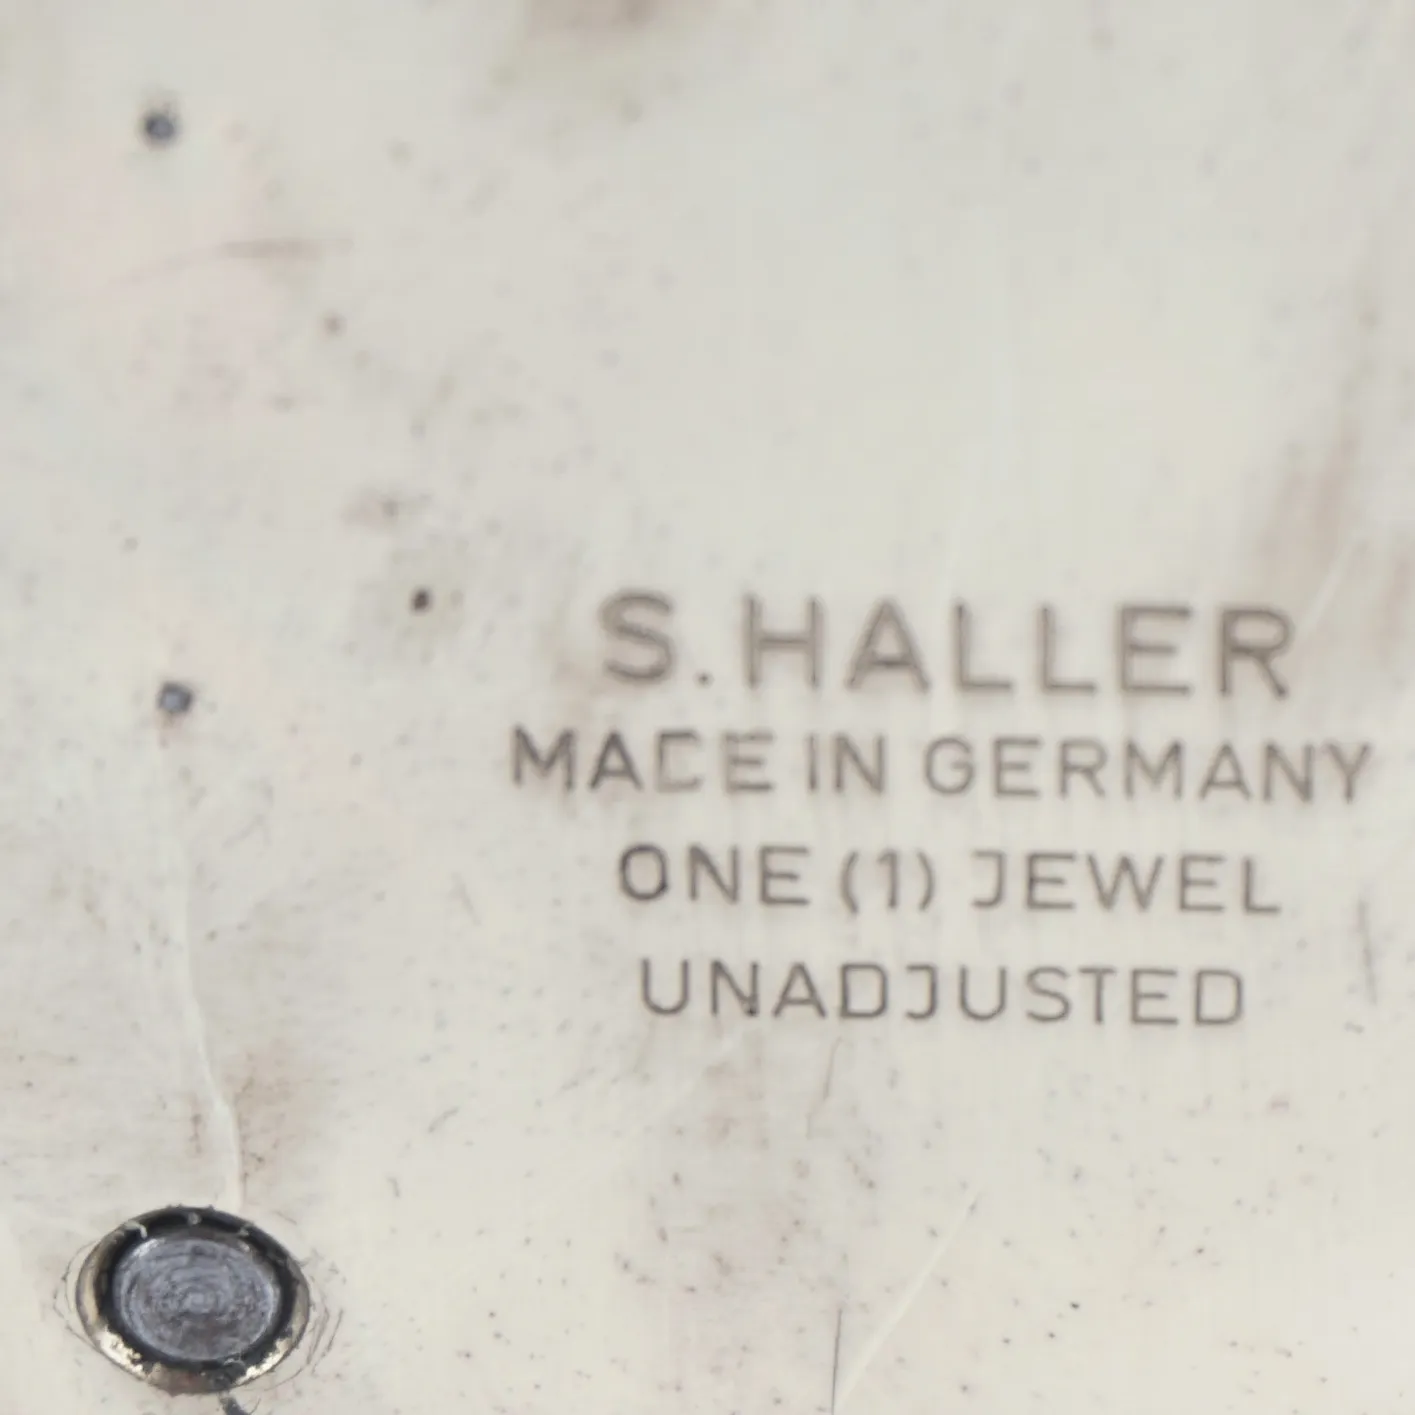 S. HALLER
MADE IN GERMANY
ONE (1) JEWEL
UNADJUSTED